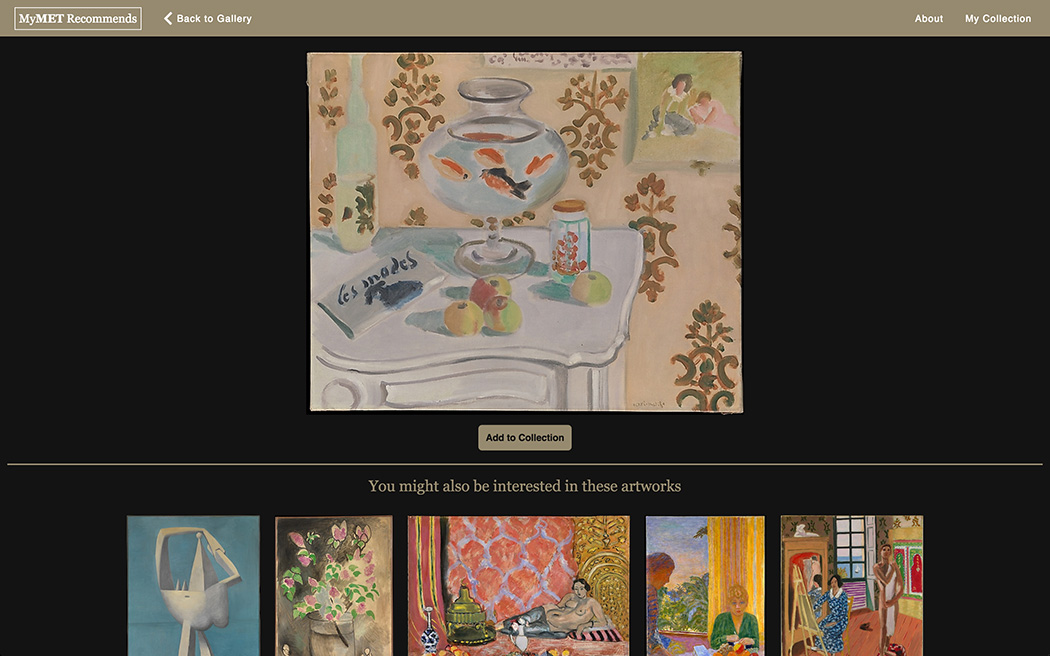 MyMET Recommends
Back to Gallery
About
My Collection
les modes
Add to Collection
You might also be interested in these artworks